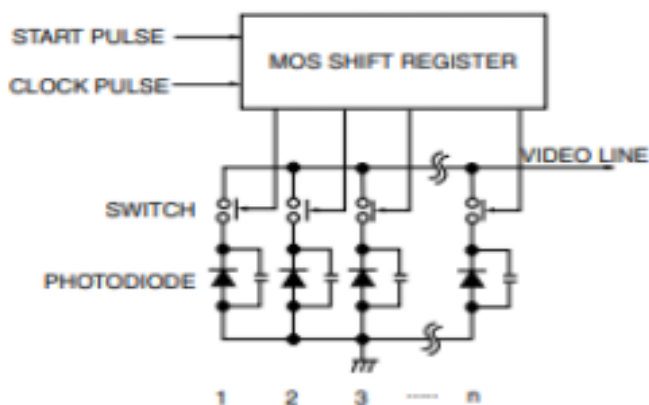 START PULSE
MOS SHIFT REGISTER
CLOCK PULSE
VIDEO LINE
SWITCH
PHOTODIODE
1 2 3 ..... n